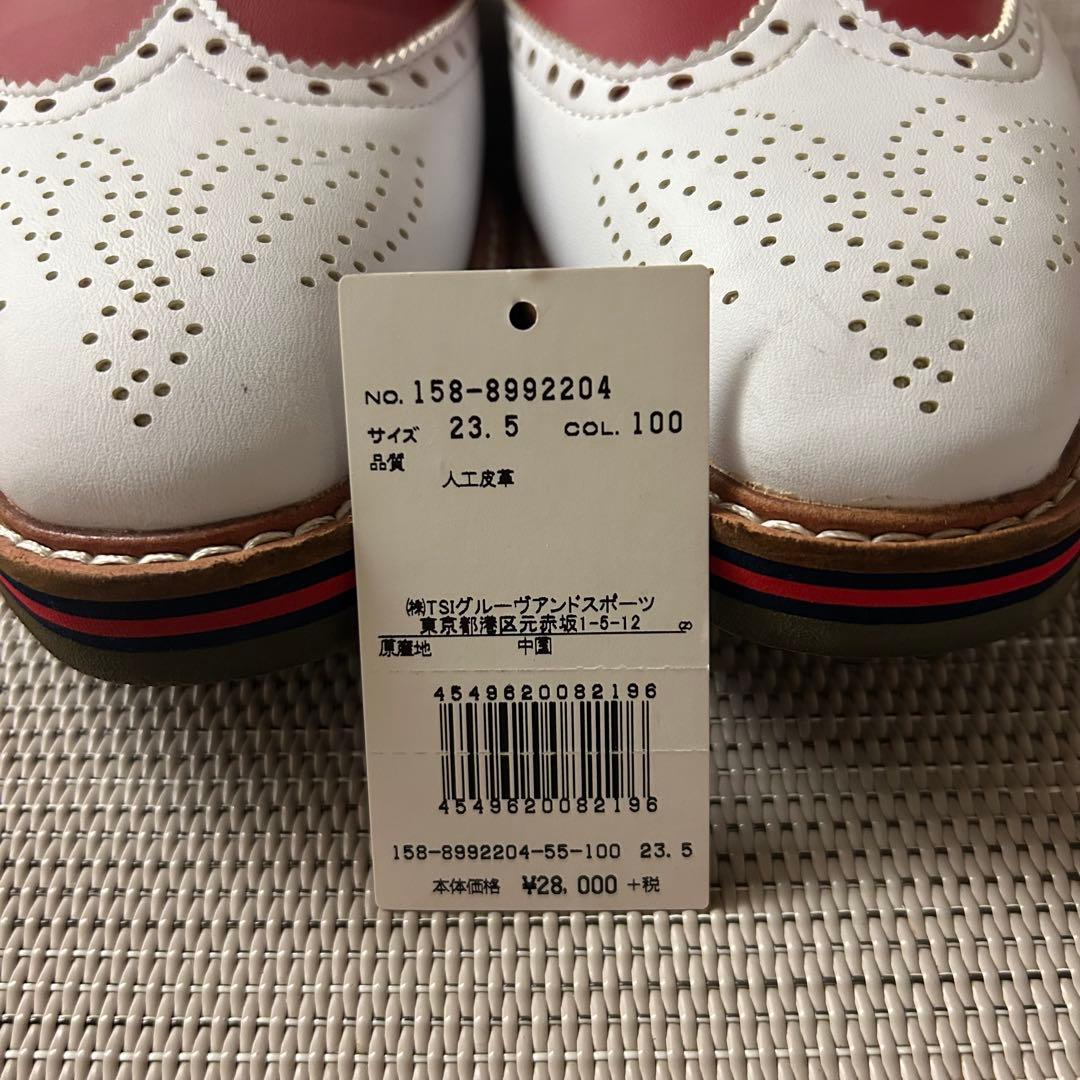 NO. 158-8992204
サイズ 23.5 COL. 100
品質
人工皮革
㈱TSIグルーヴアンドスポーツ
東京都港区元赤坂1-5-12 ∞
原産地 中国
4549620082196
4549620082196
158-8992204-55-100 23.5
本体価格 ¥28,000+税